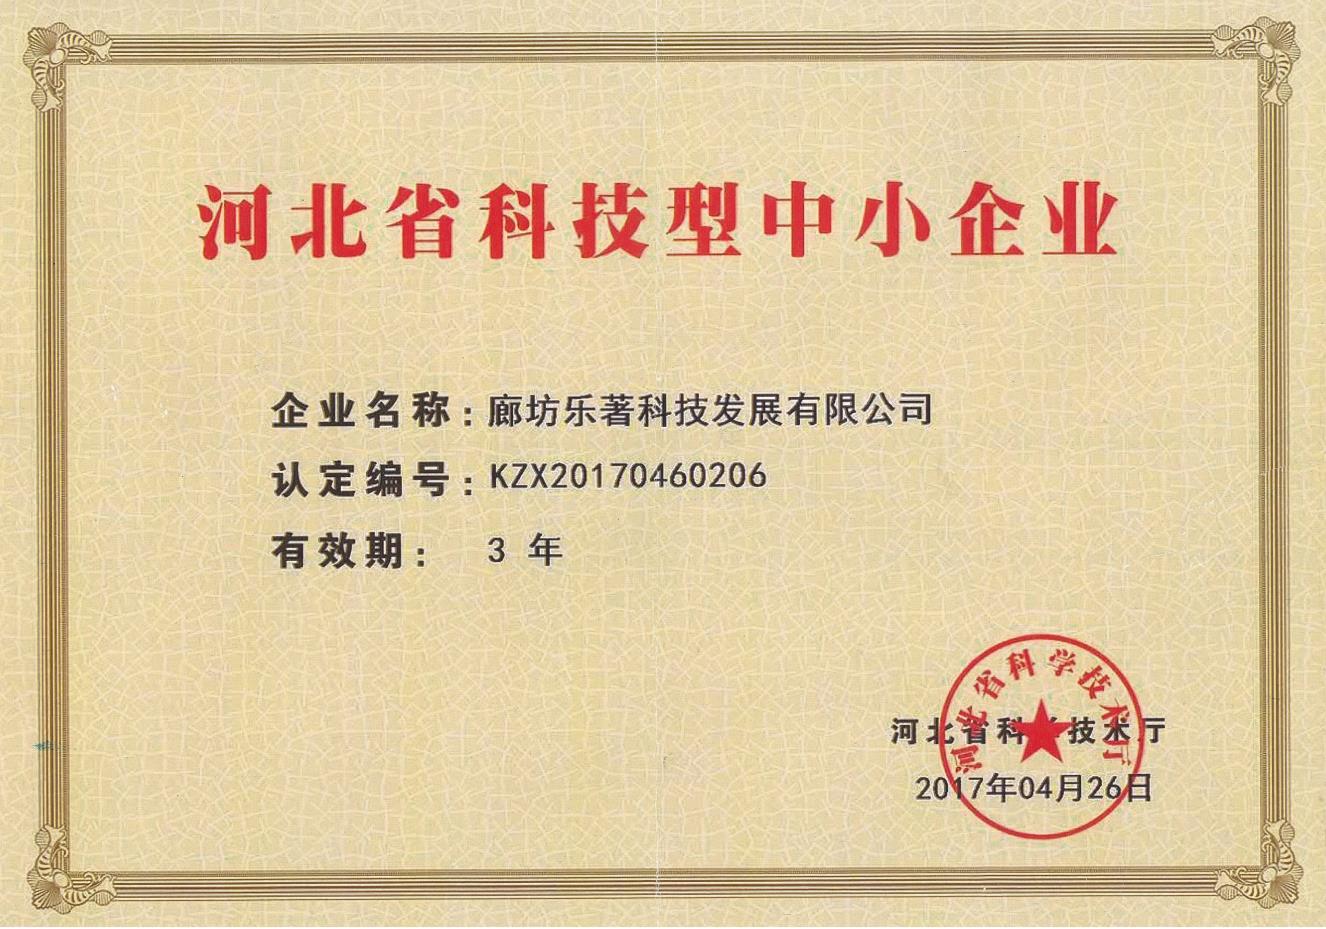 河北省科技型中小企业
企业名称：廊坊乐著科技发展有限公司
认定编号：KZX20170460206
有效期： 3 年
河北省科学技术厅
河北省科学技术厅
2017年04月26日